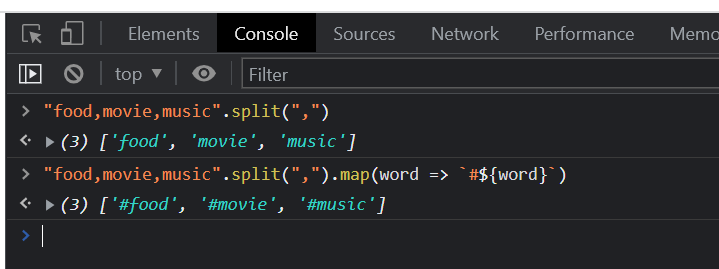 Elements Console Sources Network Performance Memo
top ▼ Filter
> "food,movie,music".split(",")
(3) ['food', 'movie', 'music']
> "food,movie,music".split(",").map(word => `#${word}`)
(3) ['#food', '#movie', '#music']
>